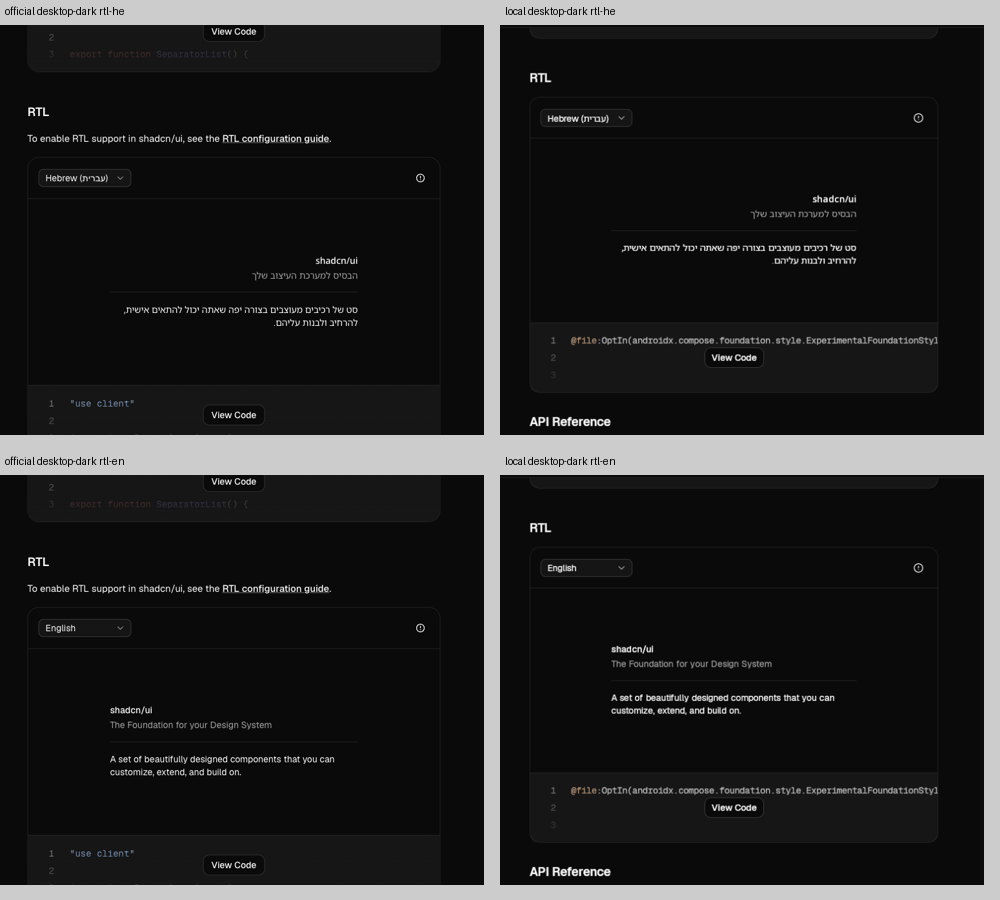 official desktop-dark rtl-he
2
View Code
3 export function SeparatorList() {
RTL
To enable RTL support in shadcn/ui, see the RTL configuration guide.
Hebrew (עברית)
shadcn/ui
הבסיס למערכת העיצוב שלך
סט של רכיבים מעוצבים בצורה יפה שאתה יכול להתאים אישית,
להרחיב ולבנות עליהם.
1 "use client"
2
View Code
local desktop-dark rtl-he
RTL
Hebrew (עברית)
shadcn/ui
הבסיס למערכת העיצוב שלך
סט של רכיבים מעוצבים בצורה יפה שאתה יכול להתאים אישית,
להרחיב ולבנות עליהם.
1 @file:OptIn(androidx.compose.foundation.style.ExperimentalFoundationStyl
2
View Code
3
API Reference
official desktop-dark rtl-en
2
View Code
3 export function SeparatorList() {
RTL
To enable RTL support in shadcn/ui, see the RTL configuration guide.
English
shadcn/ui
The Foundation for your Design System
A set of beautifully designed components that you can
customize, extend, and build on.
1 "use client"
2
View Code
local desktop-dark rtl-en
RTL
English
shadcn/ui
The Foundation for your Design System
A set of beautifully designed components that you can
customize, extend, and build on.
1 @file:OptIn(androidx.compose.foundation.style.ExperimentalFoundationStyl
2
View Code
3
API Reference